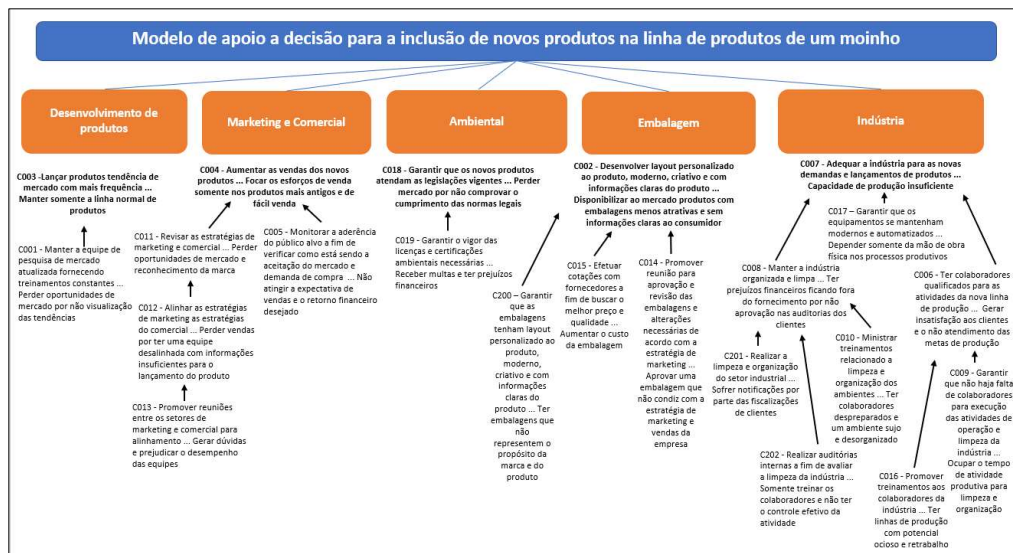 Modelo de apoio a decisão para a inclusão de novos produtos na linha de produtos de um moinho
Desenvolvimento de
produtos
Marketing e Comercial
Ambiental
Embalagem
Indústria
C003 -Lançar produtos tendência de
mercado com mais frequência ...
Manter somente a linha normal de
produtos
C001 - Manter a equipe de
pesquisa de mercado
atualizada fornecendo
treinamentos constantes ...
Perder oportunidades de
mercado por não visualização
das tendências
C004 – Aumentar as vendas dos novos
produtos ... Focar os esforços de venda
somente nos produtos mais antigos e de
fácil venda
C011 - Revisar as estratégias de
marketing e comercial ... Perder
oportunidades de mercado e
reconhecimento da marca
C005 - Monitorar a aderência
do público alvo a fim de
verificar como está sendo a
aceitação do mercado e
demanda de compra ... Não
atingir a expectativa de
vendas e o retorno financeiro
desejado
C012 – Alinhar as estratégias
de marketing as estratégias
do comercial ... Perder vendas
por ter uma equipe
desalinhada com informações
insuficientes para o
lançamento do produto
C013 - Promover reuniões
entre os setores de
marketing e comercial para
alinhamento ... Gerar dúvidas
e prejudicar o desempenho
das equipes
C018 - Garantir que os novos produtos
atendam as legislações vigentes ... Perder
mercado por não comprovar o
cumprimento das normas legais
C019 - Garantir o vigor das
licenças e certificações
ambientais necessárias ...
Receber multas e ter prejuízos
financeiros
C002 - Desenvolver layout personalizado
ao produto, moderno, criativo e com
informações claras do produto ...
Disponibilizar ao mercado produtos com
embalagens menos atrativas e sem
informações claras ao consumidor
C200 – Garantir
que as
embalagens
tenham layout
personalizado ao
produto,
moderno,
criativo e com
informações
claras do
produto ... Ter
embalagens que
não
representem o
propósito da
marca e do
produto
C015 - Efetuar
cotações com
fornecedores a
fim de buscar o
melhor preço e
qualidade ...
Aumentar o custo
da embalagem
C014 - Promover
reunião para
aprovação e
revisão das
embalagens e
alterações
necessárias de
acordo com a
estratégia de
marketing ...
Aprovar uma
embalagem que
não condiz com a
estratégia de
marketing e
vendas da
empresa
C007 - Adequar a indústria para as novas
demandas e lançamentos de produtos ...
Capacidade de produção insuficiente
C017 – Garantir que os
equipamentos se mantenham
modernos e automatizados ...
Depender somente da mão de obra
física nos processos produtivos
C008 - Manter a indústria
organizada e limpa ... Ter
prejuízos financeiros ficando fora
do fornecimento por não
aprovação nas auditorias dos
clientes
C006 - Ter colaboradores
qualificados para as
atividades da nova linha
de produção ... Gerar
insatisfação aos clientes
e o não atendimento das
metas de produção
C201 - Realizar a
limpeza e organização
do setor industrial ...
Sofrer notificações por
parte das fiscalizações
de clientes
C010 – Ministrar
treinamentos
relacionado a
limpeza e
organização dos
ambientes ... Ter
colaboradores
despreparados e
um ambiente sujo e
desorganizado
C009 - Garantir
que não haja falta
de colaboradores
para execução
das atividades de
operação e
limpeza da
indústria ...
Ocupar o tempo
de atividade
produtiva para
limpeza e
organização
C202 – Realizar auditórias
internas a fim de avaliar
a limpeza da indústria ...
Somente treinar os
colaboradores e não ter
o controle efetivo da
atividade
C016 – Promover
treinamentos aos
colaboradores da
indústria ... Ter
linhas de produção
com potencial
ocioso e retrabalho